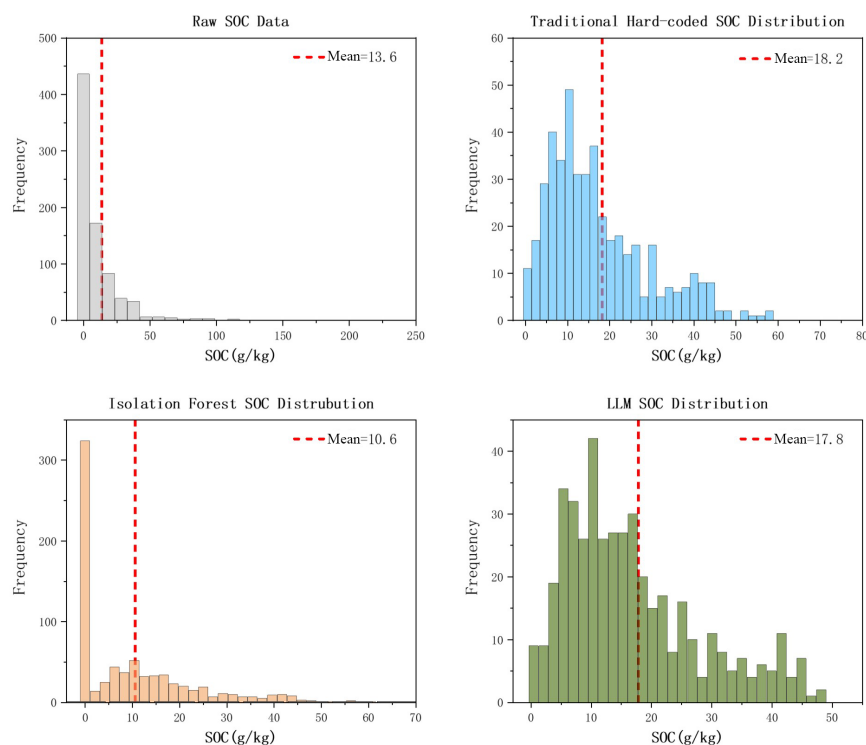 Raw SOC Data
Mean=13.6
500
400
300
200
100
0
Frequency
0 50 100 150 200 250
SOC(g/kg)
Traditional Hard-coded SOC Distribution
Mean=18.2
60
50
40
30
20
10
0
Frequency
0 10 20 30 40 50 60 70 80
SOC(g/kg)
Isolation Forest SOC Distrubution
Mean=10.6
300
200
100
0
Frequency
0 10 20 30 40 50 60 70
SOC(g/kg)
LLM SOC Distribution
Mean=17.8
40
30
20
10
0
Frequency
0 10 20 30 40 50
SOC(g/kg)